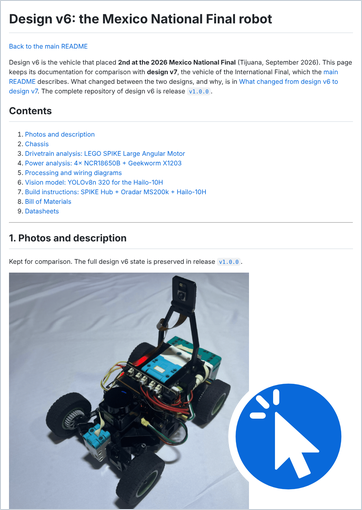 Design v6: the Mexico National Final robot
Back to the main README
Design v6 is the vehicle that placed 2nd at the 2026 Mexico National Final (Tijuana, September 2026). This page
keeps its documentation for comparison with design v7, the vehicle of the International Final, which the main
README describes. What changed between the two designs, and why, is in What changed from design v6 to
design v7. The complete repository of design v6 is release v1.0.0.
Contents
1. Photos and description
2. Chassis
3. Drivetrain analysis: LEGO SPIKE Large Angular Motor
4. Power analysis: 4× NCR18650B + Geekworm X1203
5. Processing and wiring diagrams
6. Vision model: YOLOv8n 320 for the Hailo-10H
7. Build instructions: SPIKE Hub + Oradar MS200k + Hailo-10H
8. Bill of Materials
9. Datasheets
1. Photos and description
Kept for comparison. The full design v6 state is preserved in release v1.0.0.